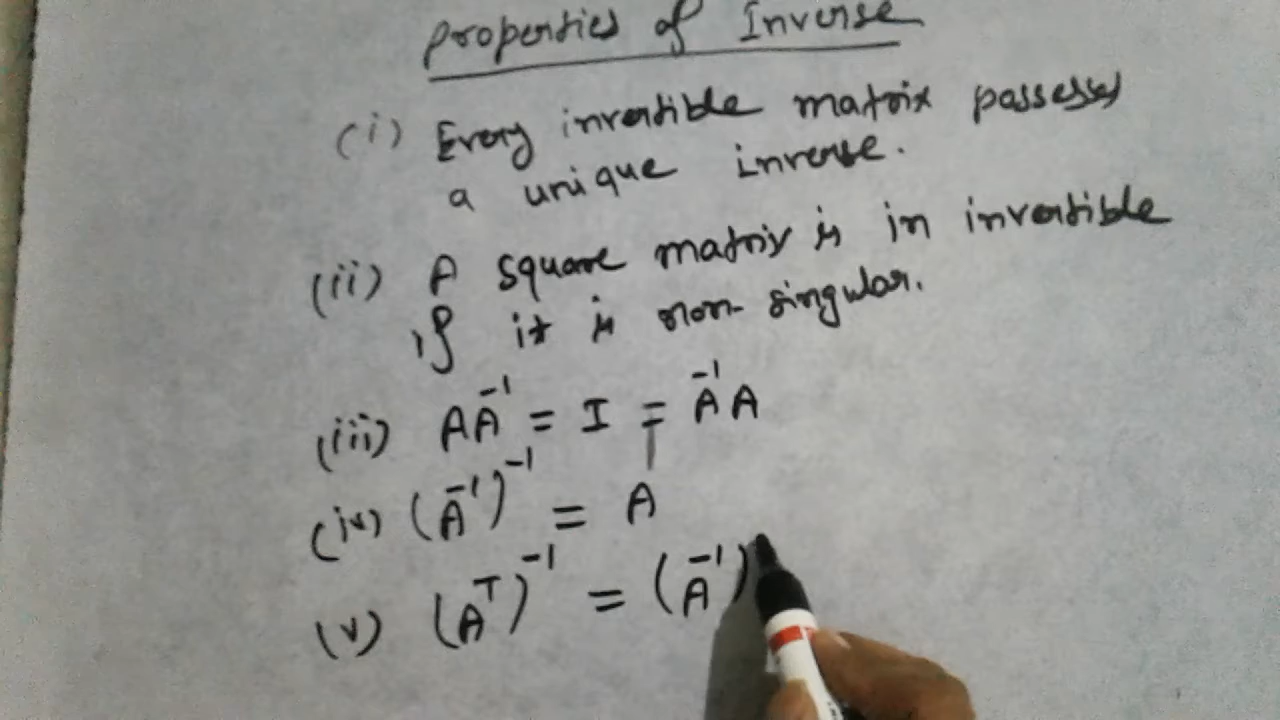 Properties of Inverse
(i) Every invertible matrix possesses
a unique inverse.
(ii) A square matrix is in invertible
if it is non-singular.
(iii) AA⁻¹ = I = A⁻¹A
(iv) (A⁻¹)⁻¹ = A
(v) (Aᵀ)⁻¹ = (A⁻¹)